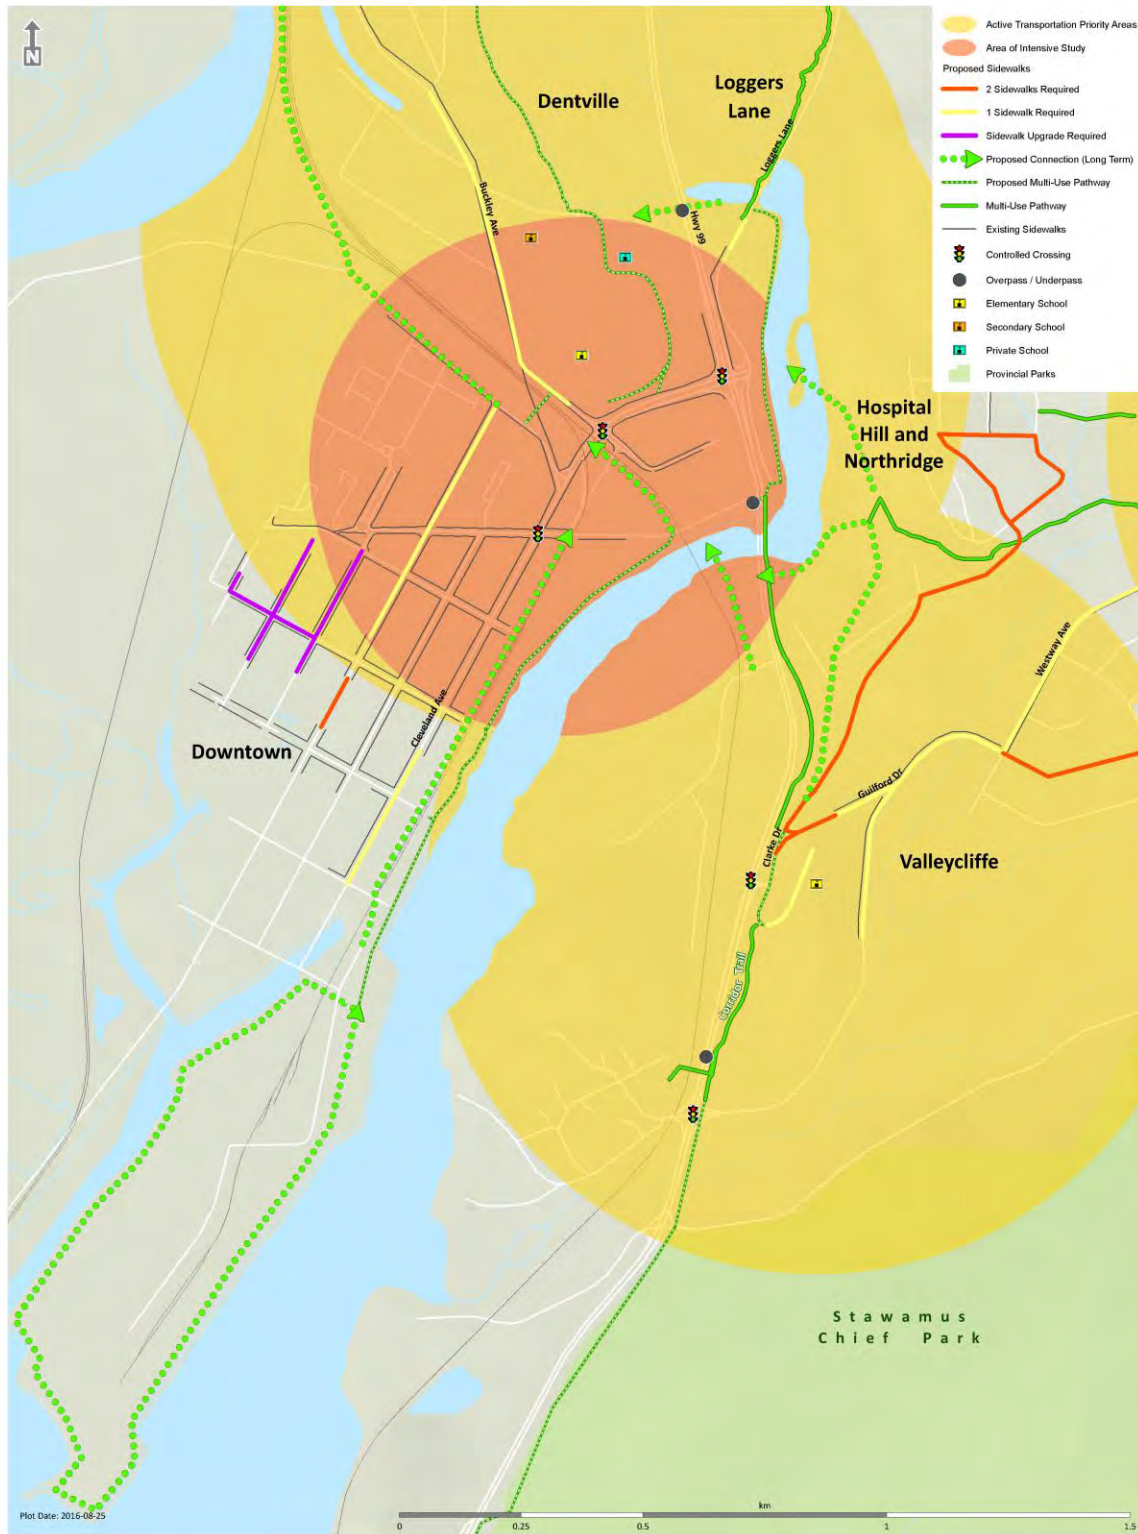 N
Active Transportation Priority Areas
Area of Intensive Study
Proposed Sidewalks
2 Sidewalks Required
1 Sidewalk Required
Sidewalk Upgrade Required
Proposed Connection (Long Term)
Proposed Multi-Use Pathway
Multi-Use Pathway
Existing Sidewalks
Controlled Crossing
Overpass / Underpass
Elementary School
Secondary School
Private School
Provincial Parks
Dentville
Loggers
Lane
Loggers Lane
Buckley Ave
Hwy 99
Hospital
Hill and
Northridge
Westway Ave
Cleveland Ave
Downtown
Guilford Dr
Clarke Dr
Valleycliffe
Corridor Trail
Stawamus
Chief Park
Plot Date: 2016-08-25
km
0
0.25
0.5
1
1.5